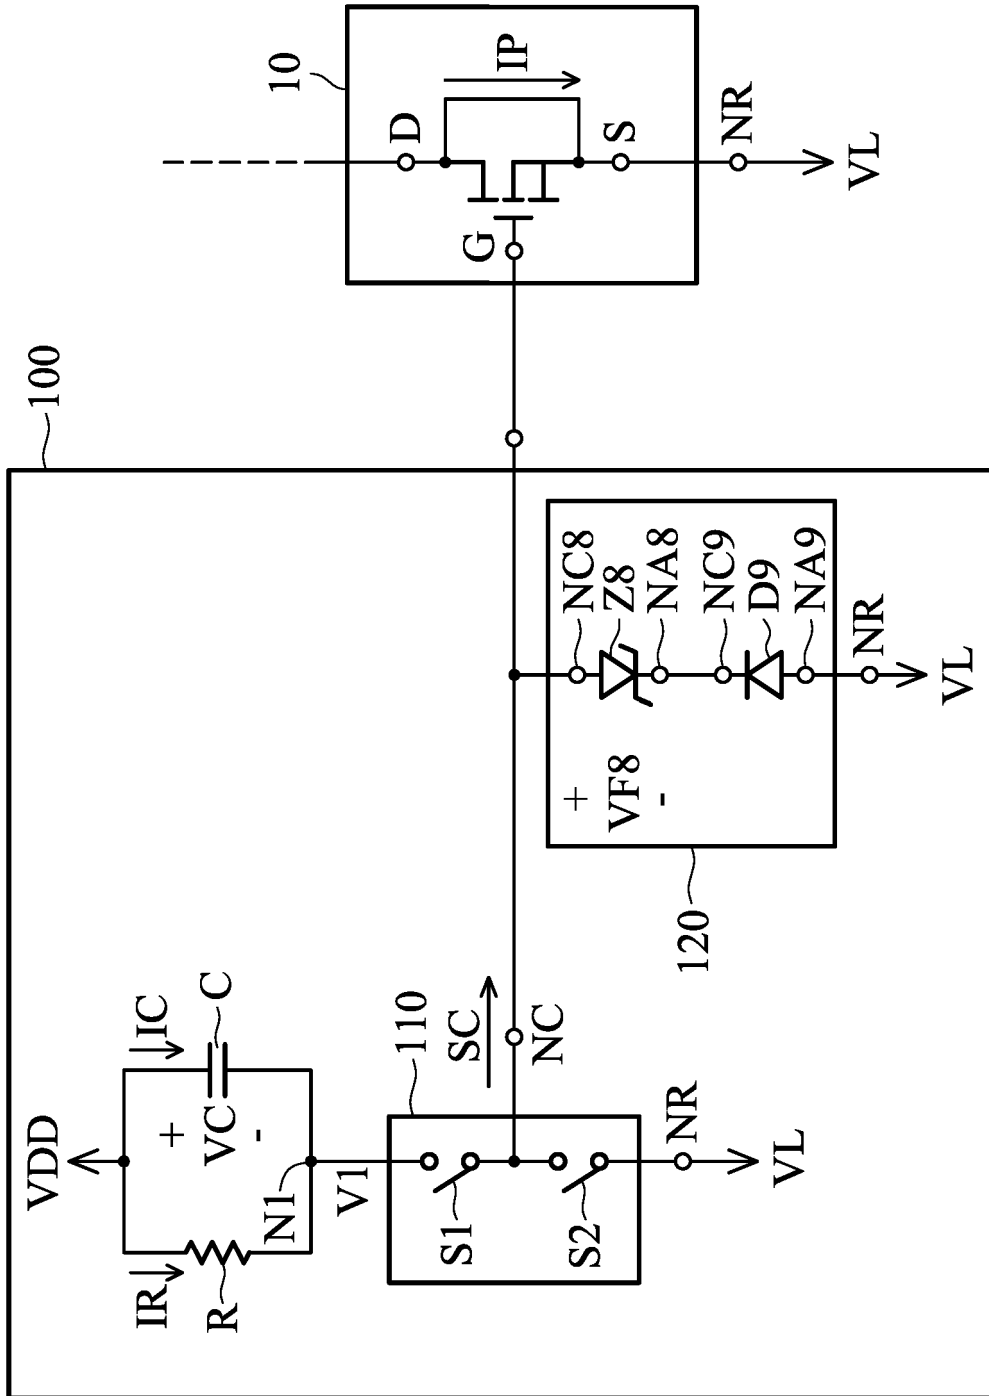 VDD
IR
R
IC
+
VC
-
C
N1
V1
110
S1
S2
SC
NC
NR
VL
100
120
+
VF8
-
NC8
Z8
NA8
NC9
D9
NA9
NR
VL
10
D
IP
G
S
NR
VL